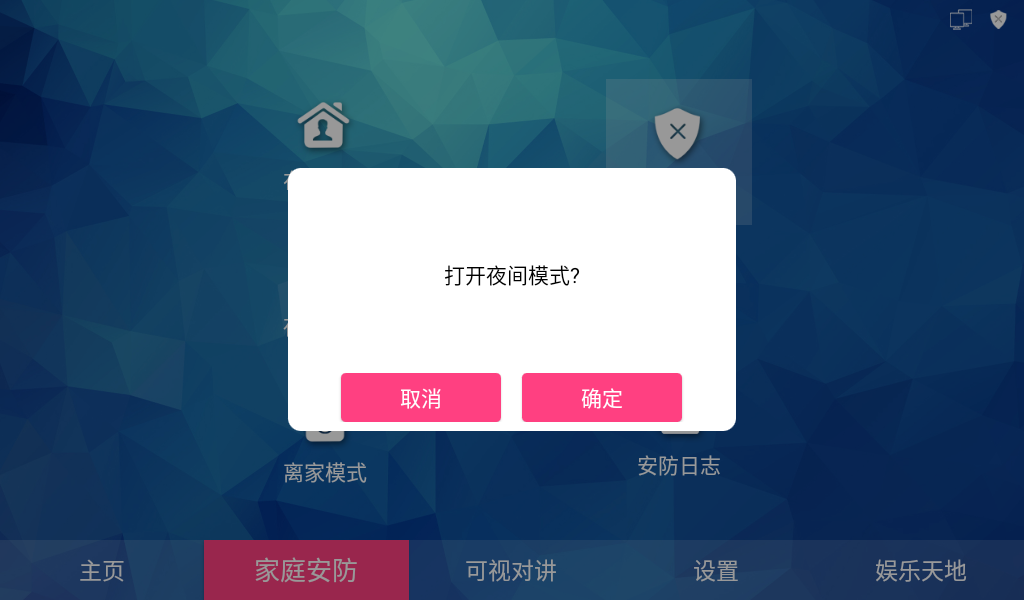 打开夜间模式?
取消
确定
离家模式
安防日志
主页
家庭安防
可视对讲
设置
娱乐天地